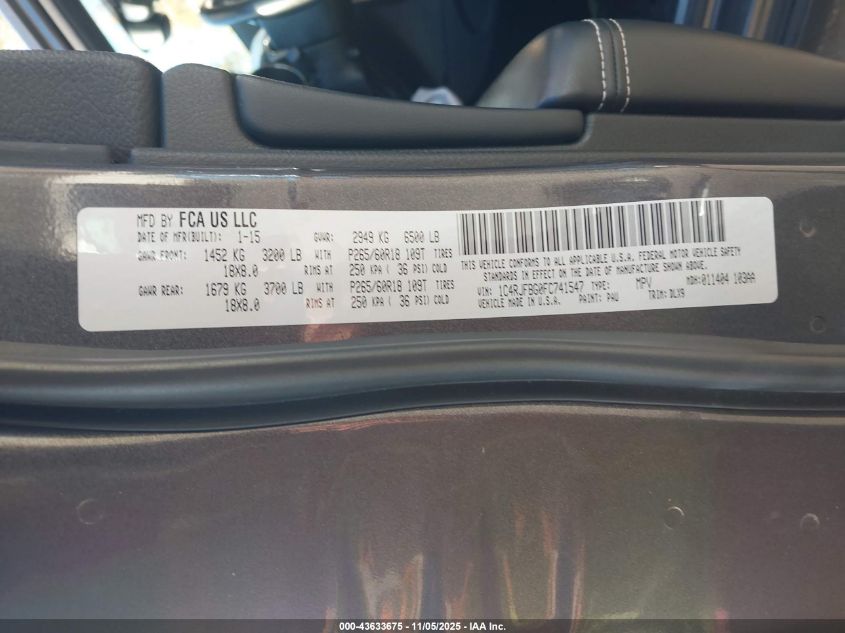 MFD BY FCA US LLC
DATE OF MFR(BUILT): 1-15 GVWR: 2949 KG 6500 LB
GAWR FRONT: 1452 KG 3200 LB WITH P265/60R18 109T TIRES
18X8.0 RIMS AT 250 KPA ( 36 PSI) COLD
GAWR REAR: 1679 KG 3700 LB WITH P265/60R18 109T TIRES
18X8.0 RIMS AT 250 KPA ( 36 PSI) COLD
THIS VEHICLE CONFORMS TO ALL APPLICABLE U.S.A. FEDERAL MOTOR VEHICLE SAFETY
STANDARDS IN EFFECT ON THE DATE OF MANUFACTURE SHOWN ABOVE.
VIN: 1C4RJFBG0FC741547 TYPE: MPV MDH: 011404 103AA
VEHICLE MADE IN U.S.A. PAINT: PAU TRIM: DLX9
000-43633675 - 11/05/2025 - IAA Inc.